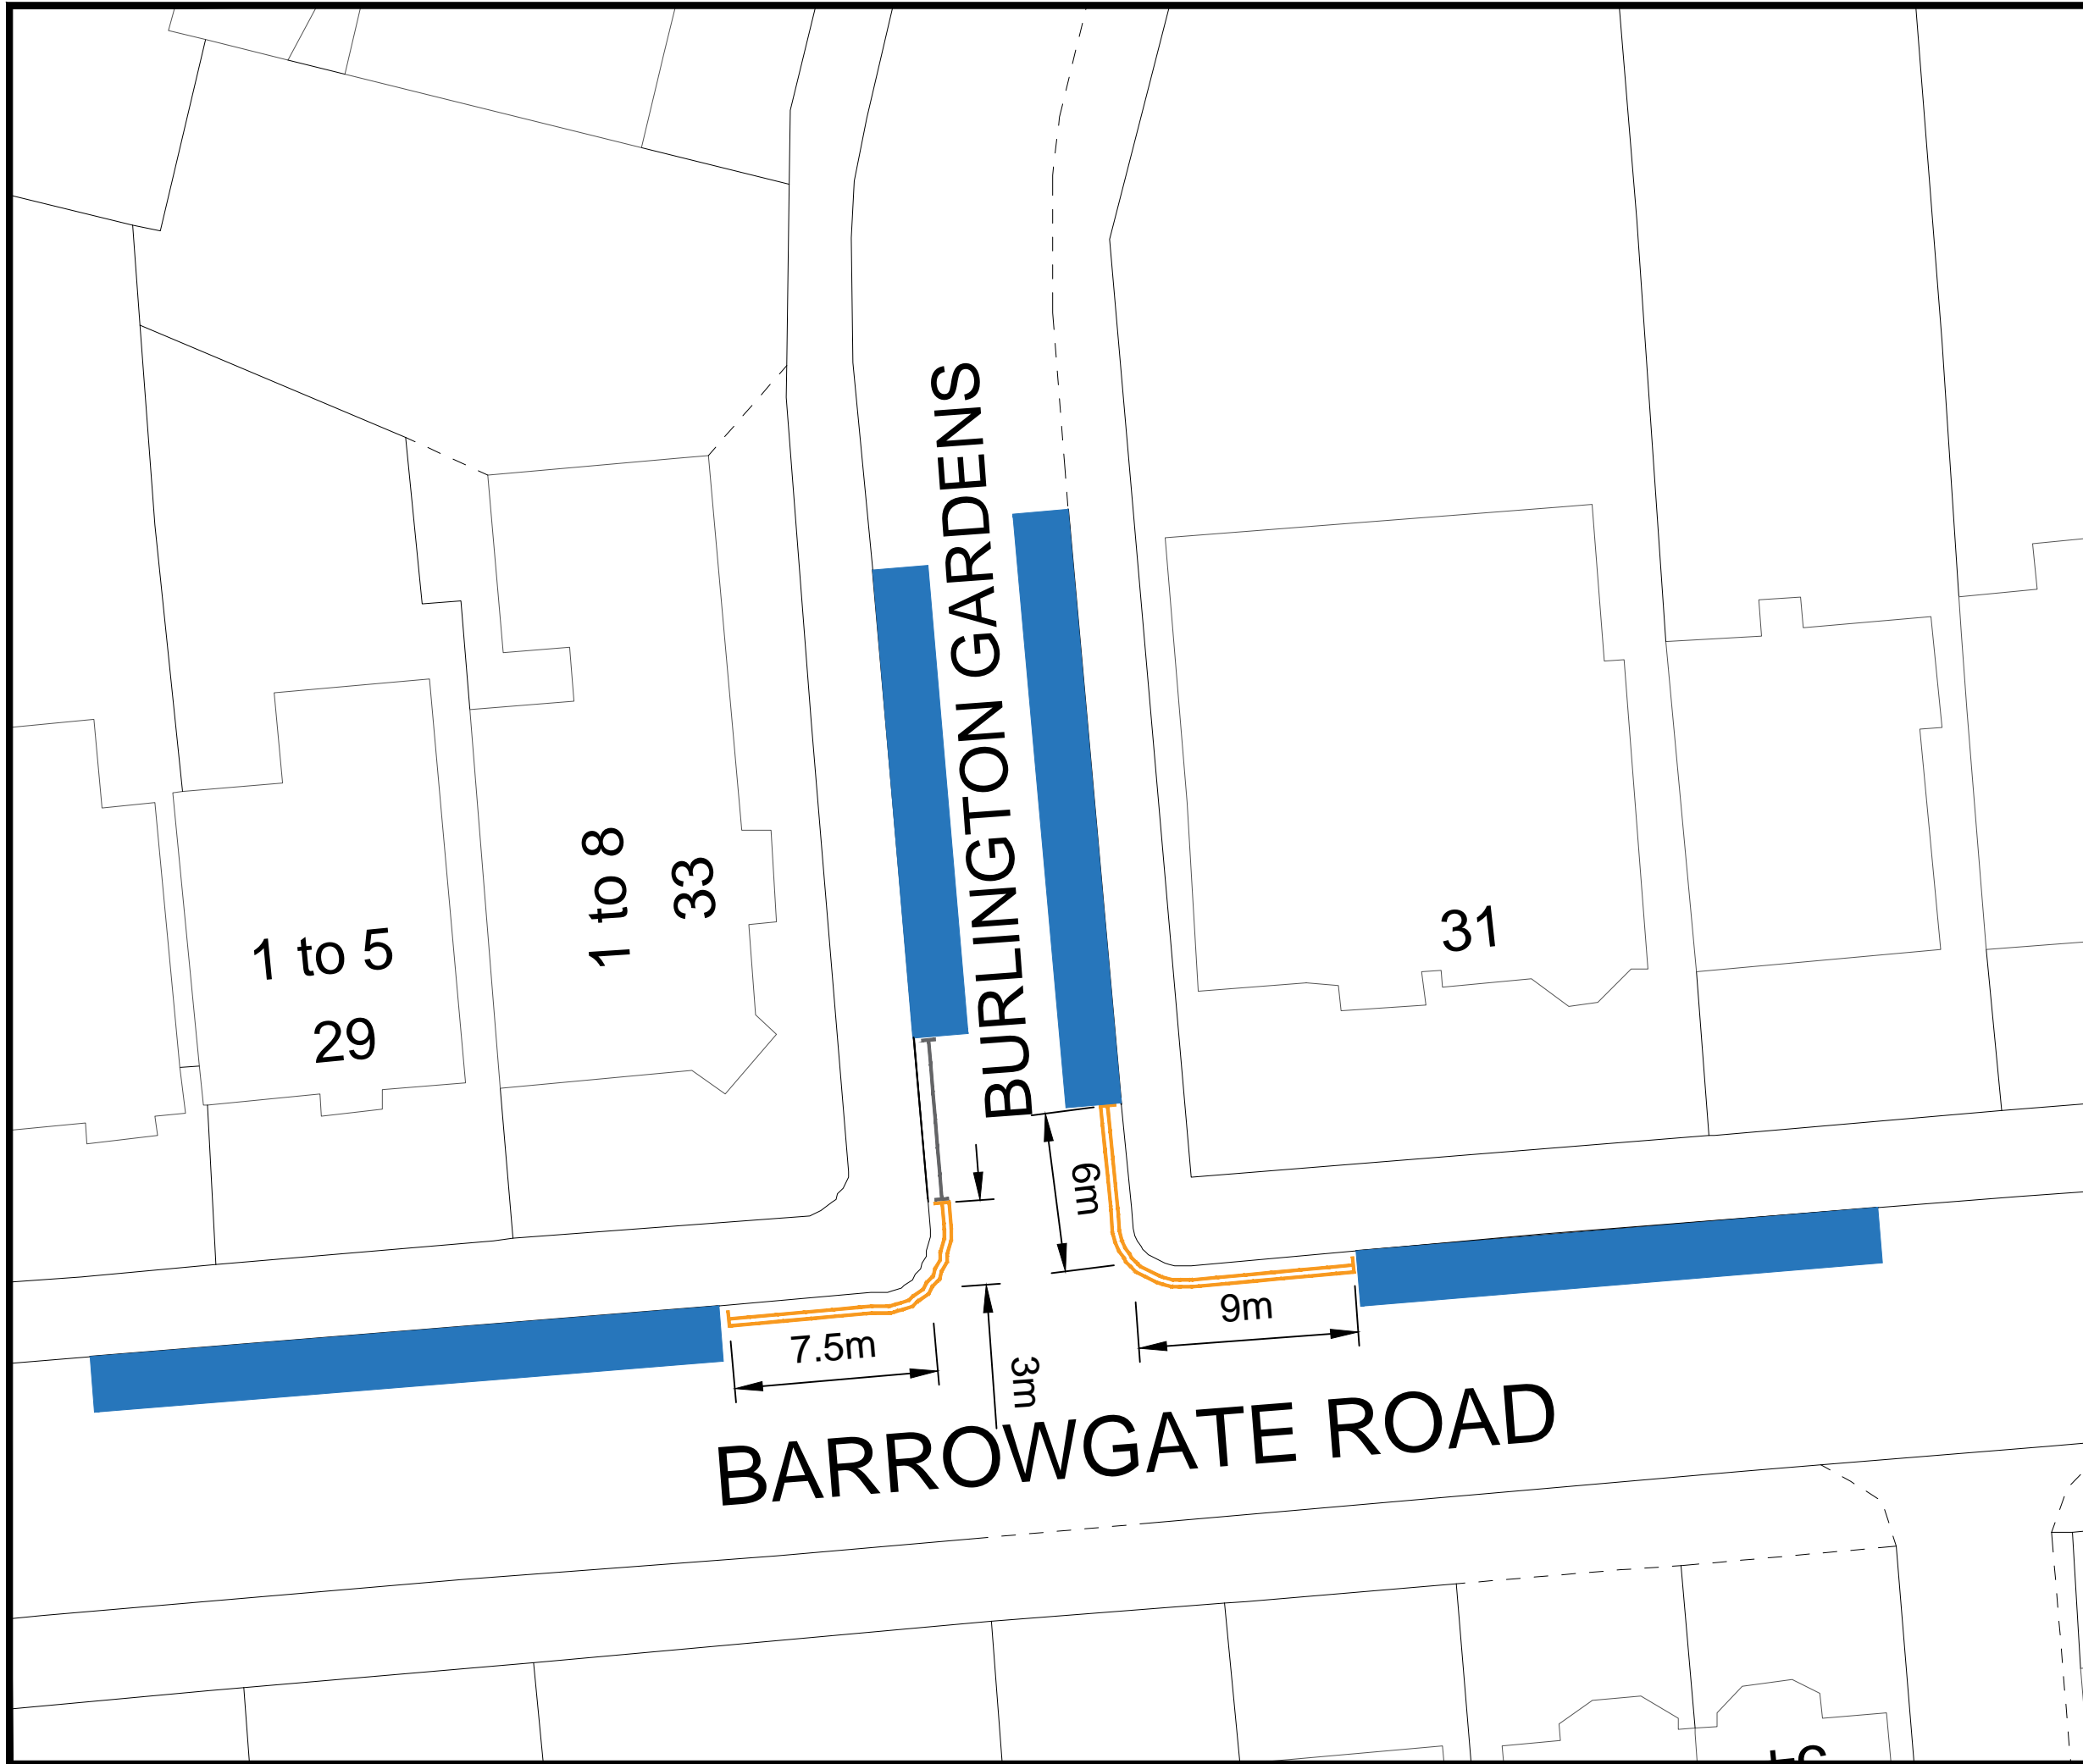 BURLINGTON GARDENS
1 to 8
33
1 to 5
29
31
6m
9m
7.5m
3m
BARROWGATE ROAD